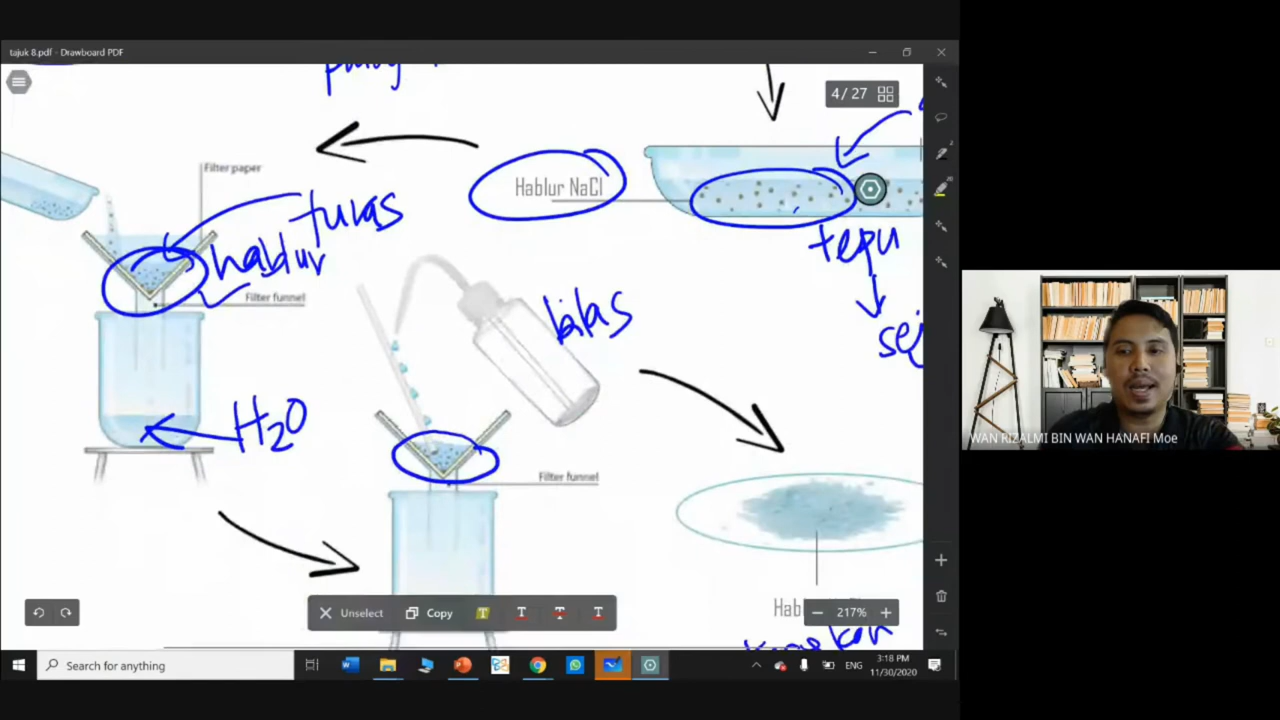 tajuk 8.pdf - Drawboard PDF
4 / 27
Filter paper
Hablur NaCl
turas
hablur
tepu
Filter funnel
bilas
H2O
Filter funnel
WAN RIZALMI BIN WAN HANAFI Moe
Unselect
Copy
T
T
T
T
217%
Search for anything
ENG
3:18 PM
11/30/2020